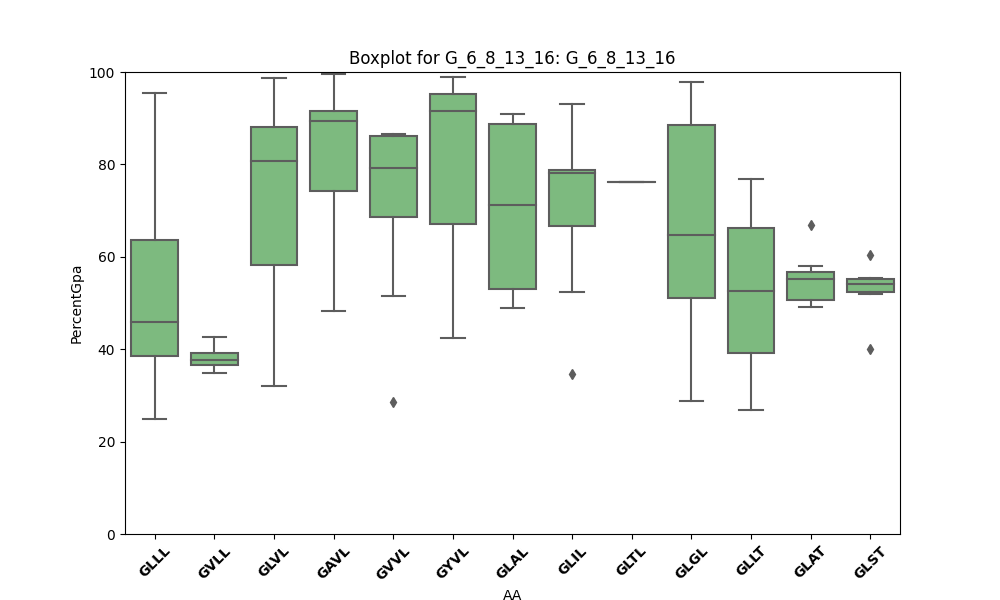 Boxplot for G_6_8_13_16: G_6_8_13_16
100
80
60
40
20
0
PercentGpa
GLLL GVLL GLVL GAVL GVVL GYVL GLAL GLIL GLTL GLGL GLLT GLAT GLST
AA